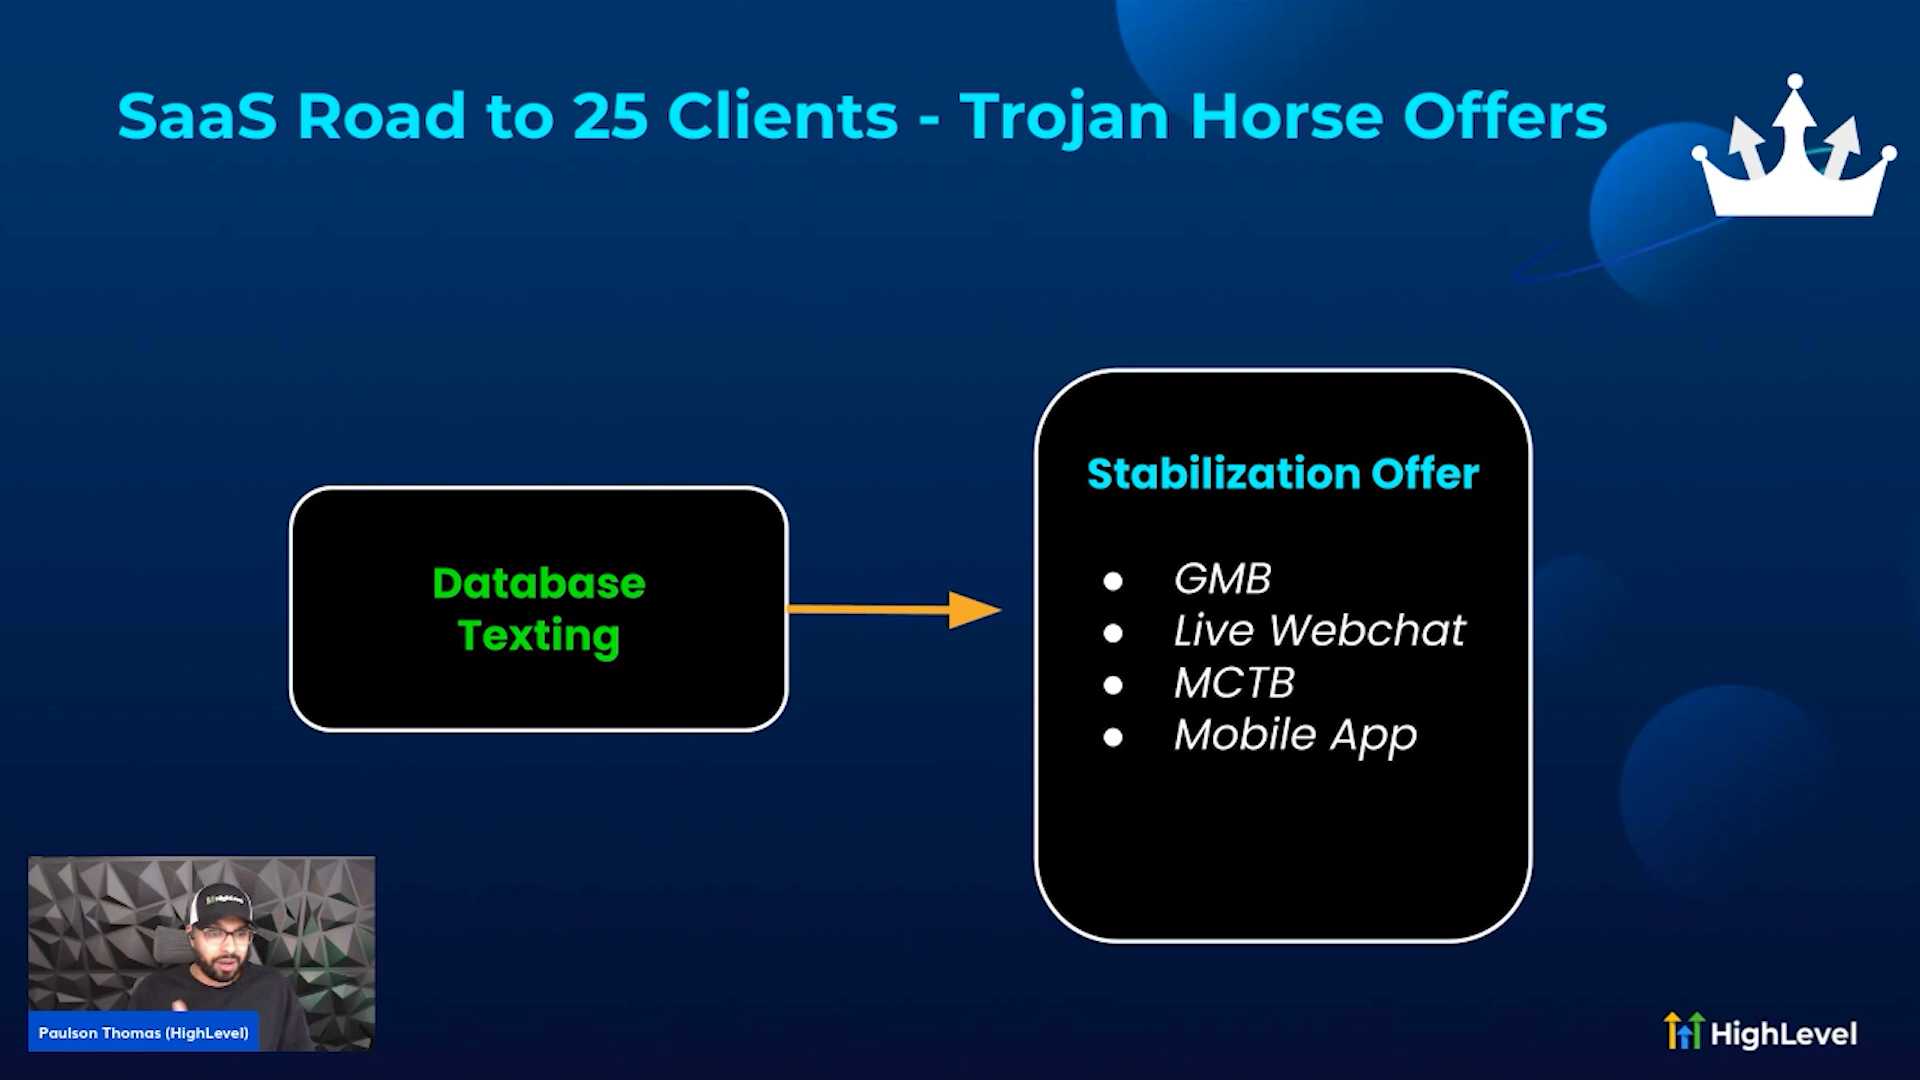 SaaS Road to 25 Clients - Trojan Horse Offers
Database
Texting
Stabilization Offer
● GMB
● Live Webchat
● MCTB
● Mobile App
HighLevel
Paulson Thomas (HighLevel)
HighLevel